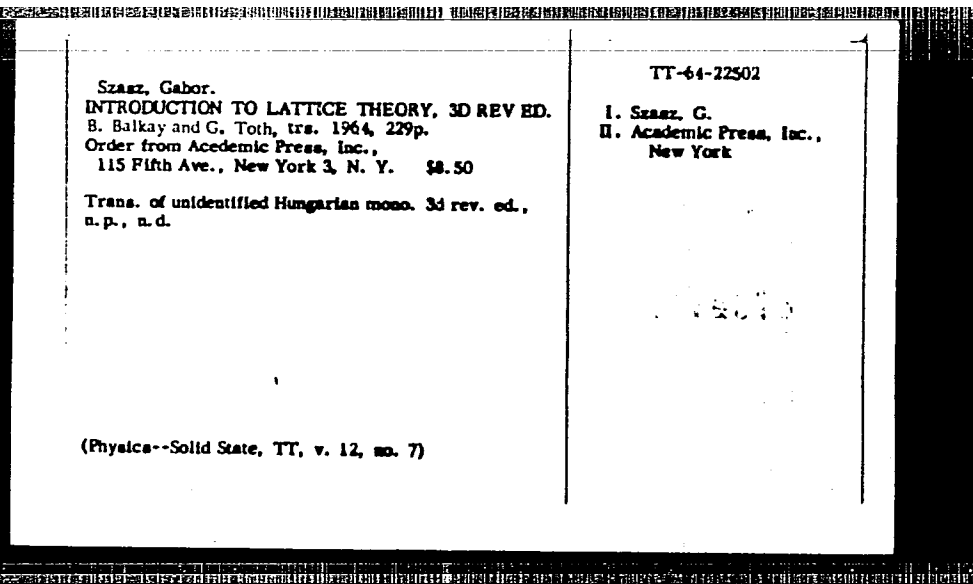 Szasz, Gabor.
INTRODUCTION TO LATTICE THEORY, 3D REV ED.
B. Balkay and G. Toth, trs. 1964, 229p.
Order from Acedemic Press, Inc.,
115 Fifth Ave., New York 3, N. Y. $8.50
Trans. of unidentified Hungarian mono. 3d rev. ed.,
n. p., n. d.
(Physics--Solid State, TT, v. 12, no. 7)
TT-64-22502
I. Szasz, G.
II. Academic Press, Inc.,
New York